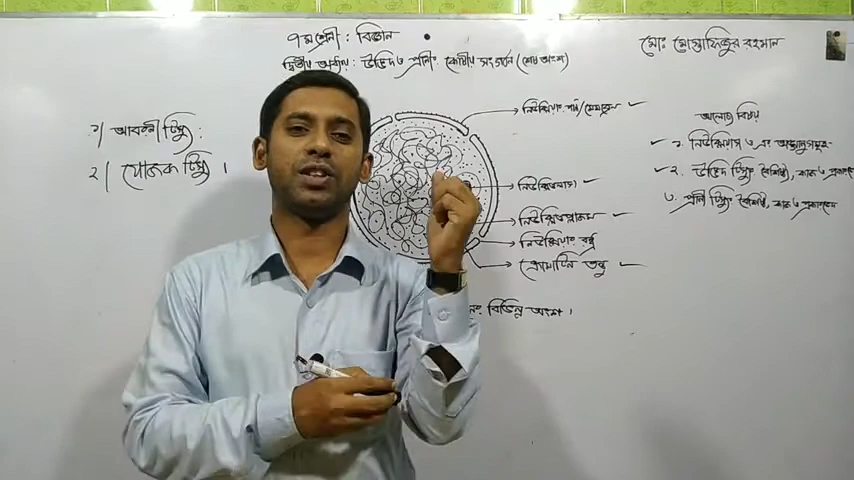 ৭ম শ্রেণী : বিজ্ঞান
মোঃ মোস্তাফিজুর রহমান
দ্বিতীয় অধ্যায় : উদ্ভিদ ও প্রাণীর কোষীয় সংগঠন (শেষ অংশ)
১) আবরণী টিস্যু :
২) যোজক টিস্যু ।
নিউক্লিয়ার পর্দা/মেমব্রেন
নিউক্লিওলাস
নিউক্লিওপ্লাজম
নিউক্লিয়ার রন্ধ্র
ক্রোমাটিন তন্তু
বিভিন্ন অংশ ।
আলোচ্য বিষয়
১. নিউক্লিয়াস ও এর অঙ্গাণুসমূহ-
২. উদ্ভিদ টিস্যুর বৈশিষ্ট্য, কাজ ও প্রকারভেদ
৩. প্রাণী টিস্যুর বৈশিষ্ট্য, কাজ ও প্রকারভেদ